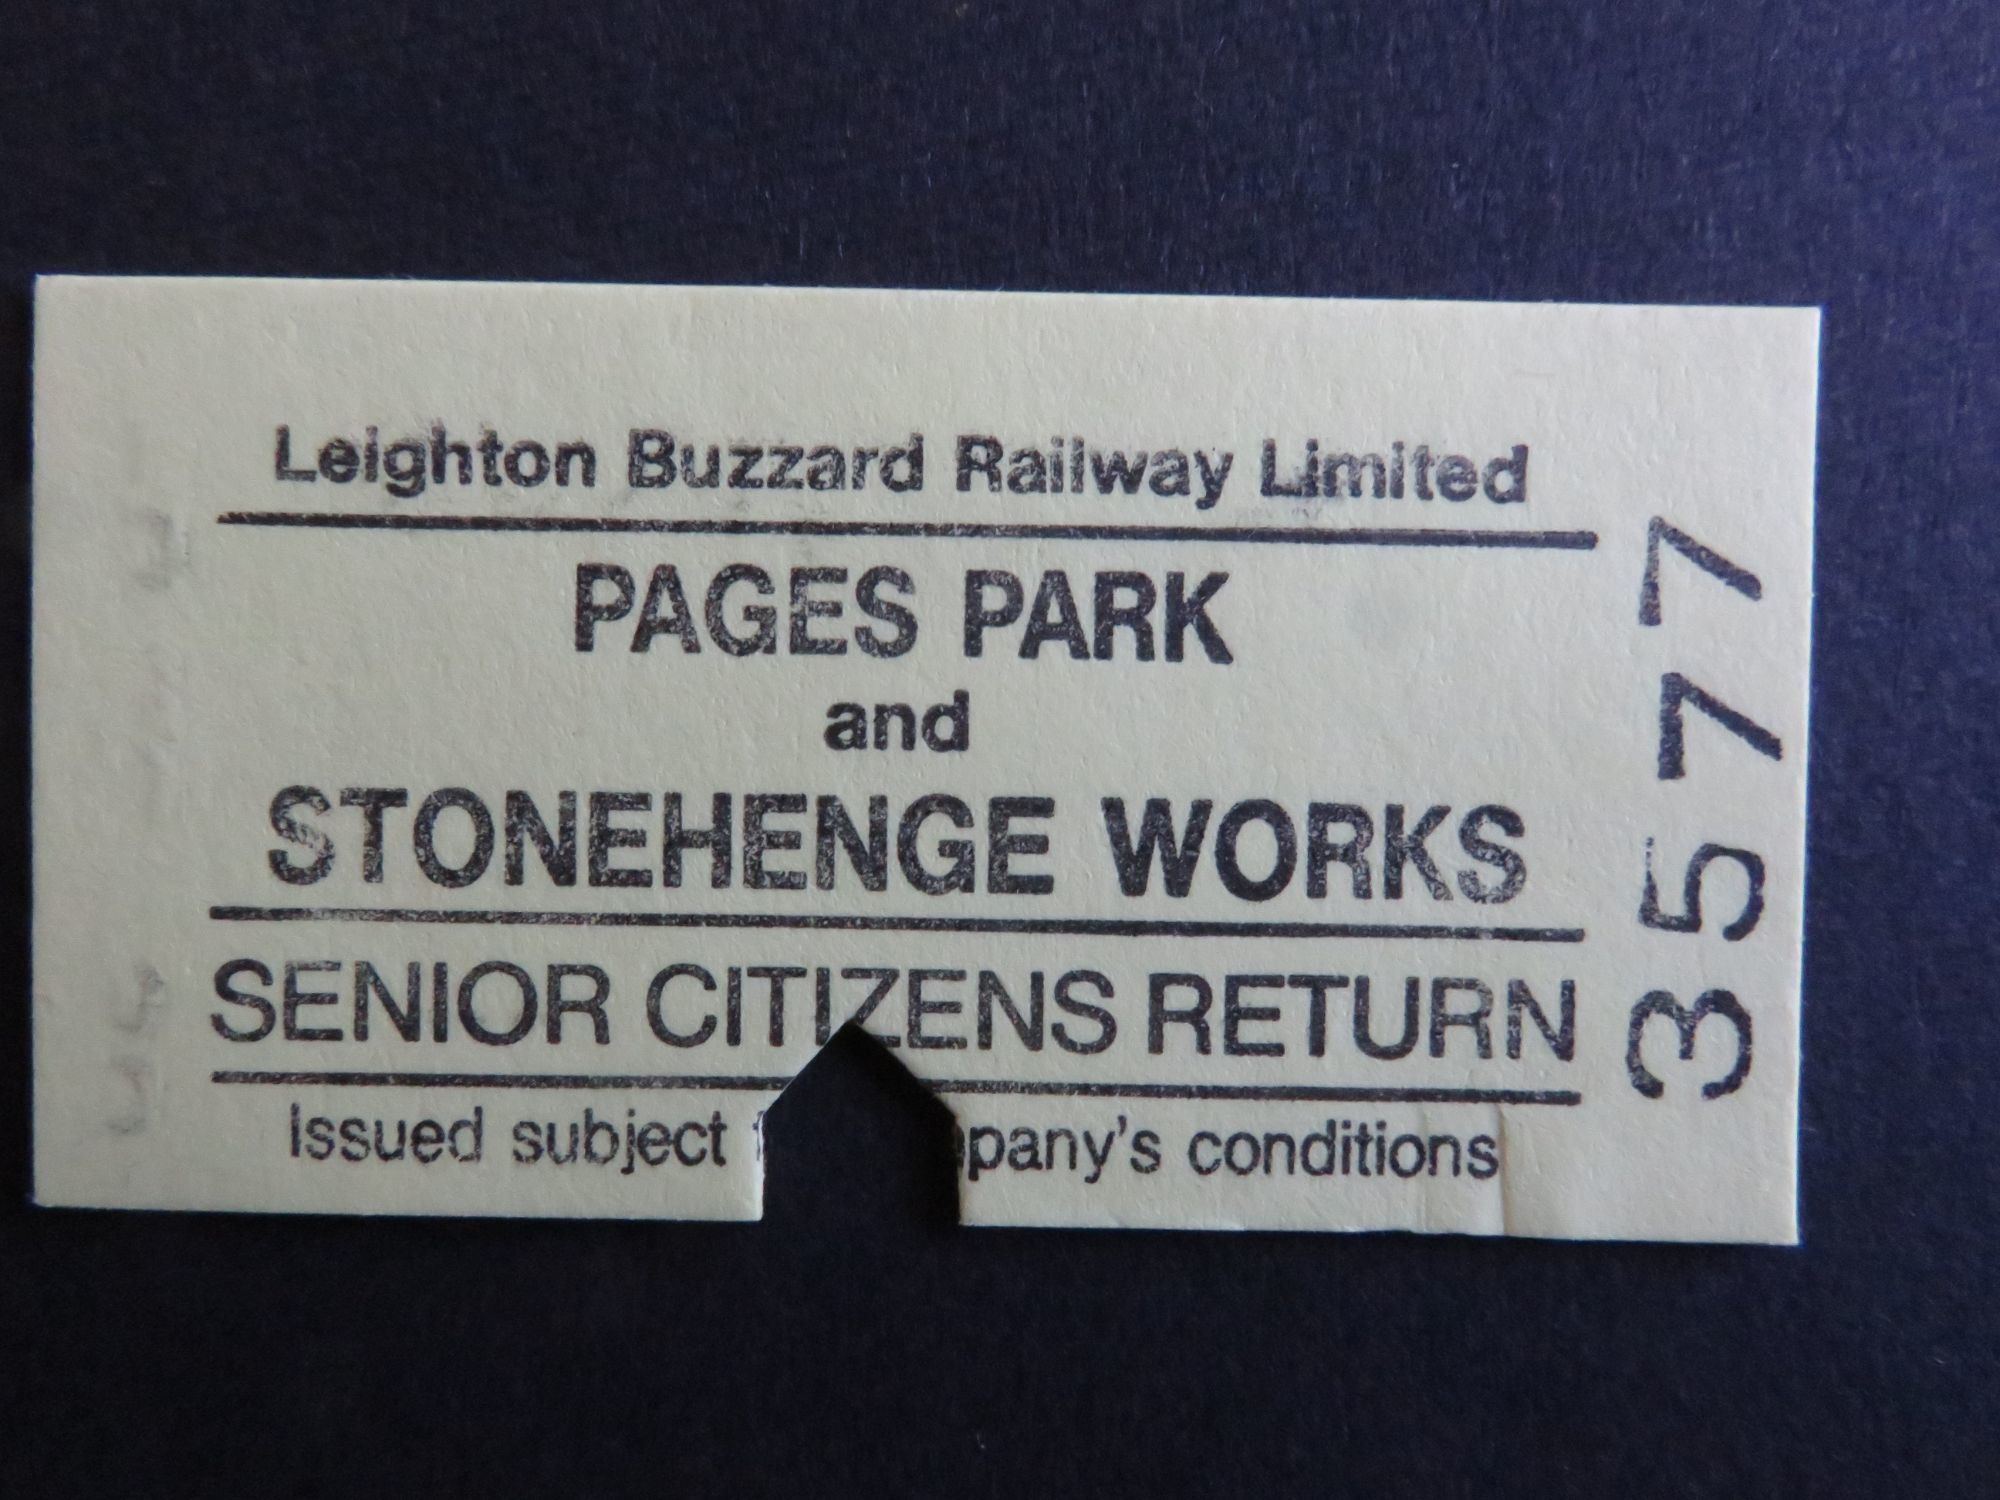 Leighton Buzzard Railway Limited
PAGES PARK
and
STONEHENGE WORKS
SENIOR CITIZENS RETURN
Issued subject pany's conditions
3577